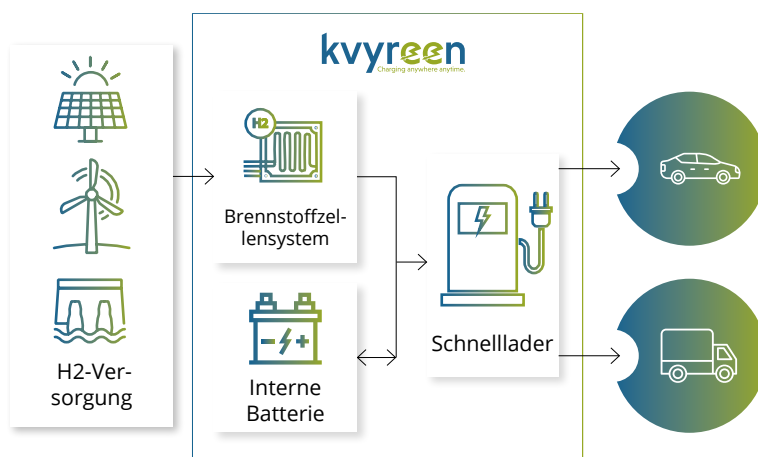 kvyreen
Charging anywhere anytime.
H2
Brennstoffzel-
lensystem
H2-Ver-
sorgung
Interne
Batterie
Schnelllader